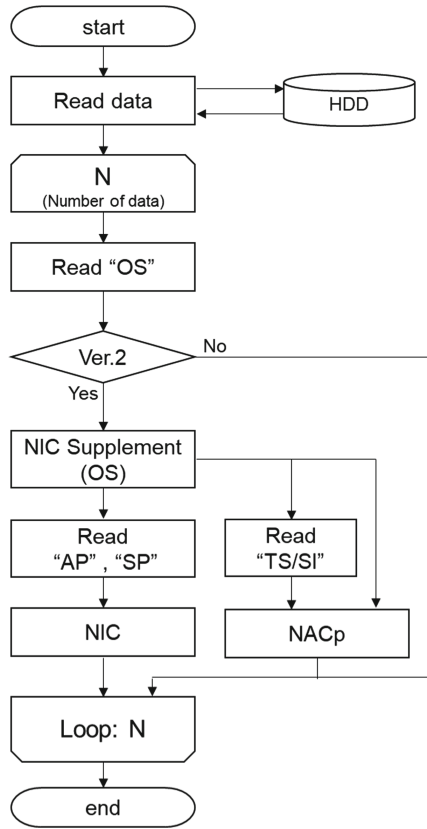 start
Read data
HDD
N
(Number of data)
Read “OS”
Ver.2
No
Yes
NIC Supplement
(OS)
Read
“AP” , “SP”
Read
“TS/SI”
NIC
NACp
Loop: N
end